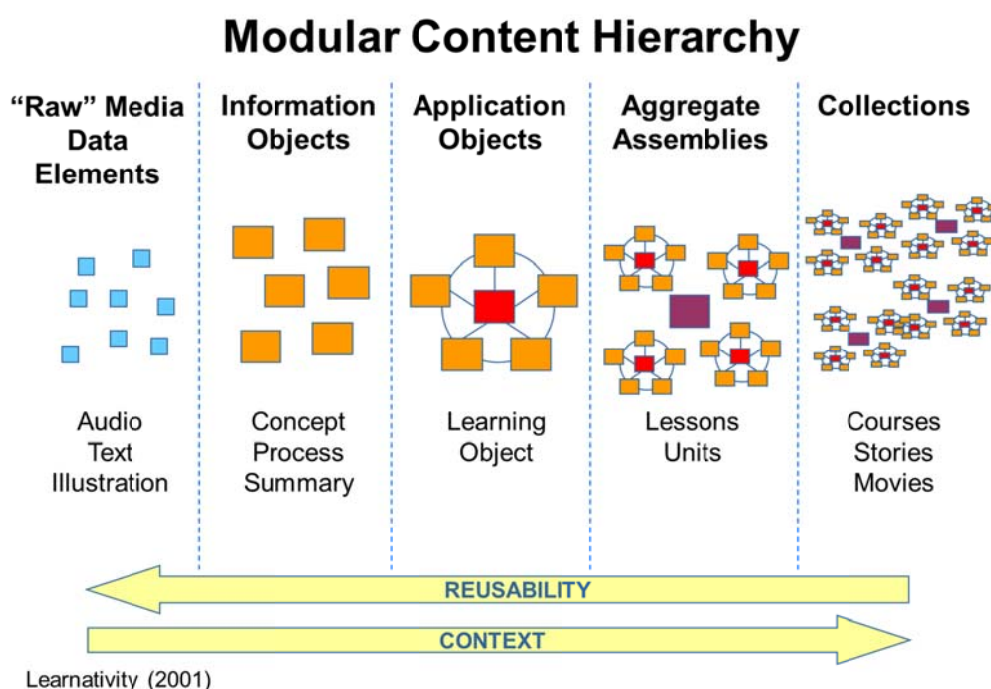 Modular Content Hierarchy
“Raw” Media
Data
Elements
Information
Objects
Application
Objects
Aggregate
Assemblies
Collections
Audio
Text
Illustration
Concept
Process
Summary
Learning
Object
Lessons
Units
Courses
Stories
Movies
REUSABILITY
CONTEXT
Learnativity (2001)